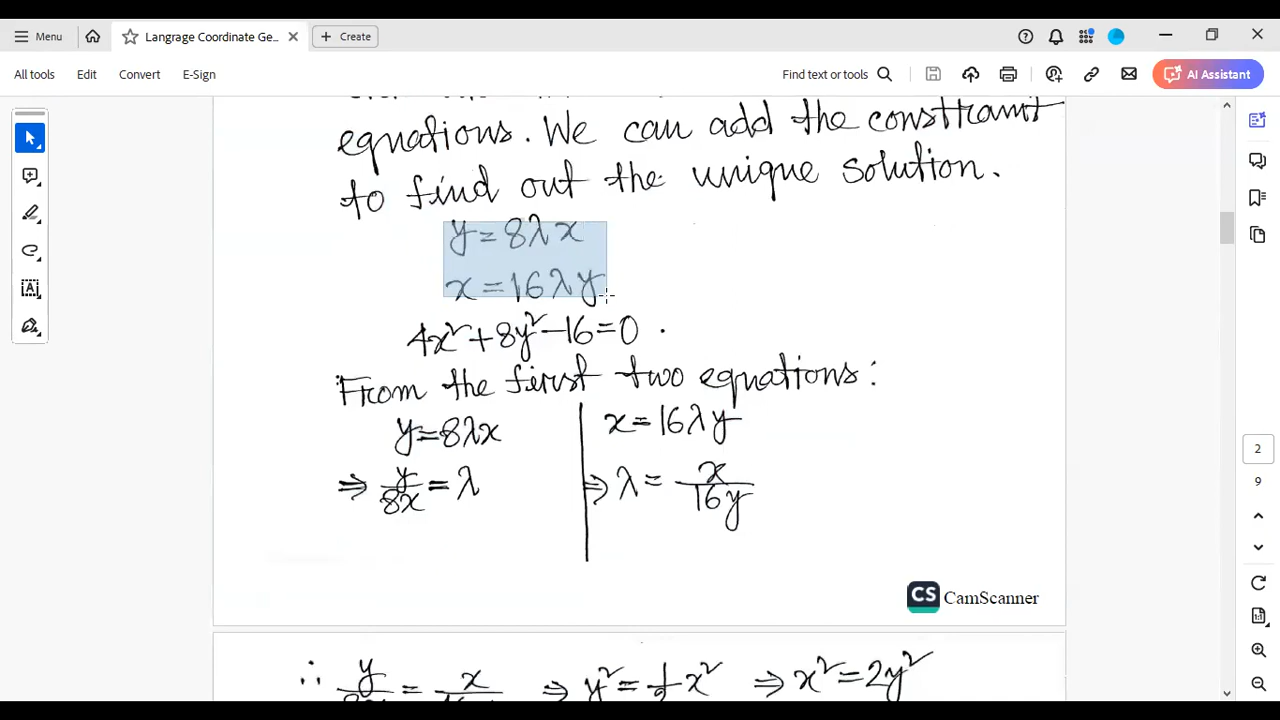 Menu
Langrage Coordinate Ge...
Create
All tools
Edit
Convert
E-Sign
Find text or tools
AI Assistant
equations. We can add the constraint
to find out the unique solution.
y = 8λx
x = 16λy
4x² + 8y² - 16 = 0 .
From the first two equations:
y = 8λx
x = 16λy
⇒ y/8x = λ
⇒ λ = x/16y
CS CamScanner
2
9
∴ y/8x = x/16y ⇒ y² = 1/2 x² ⇒ x² = 2y²